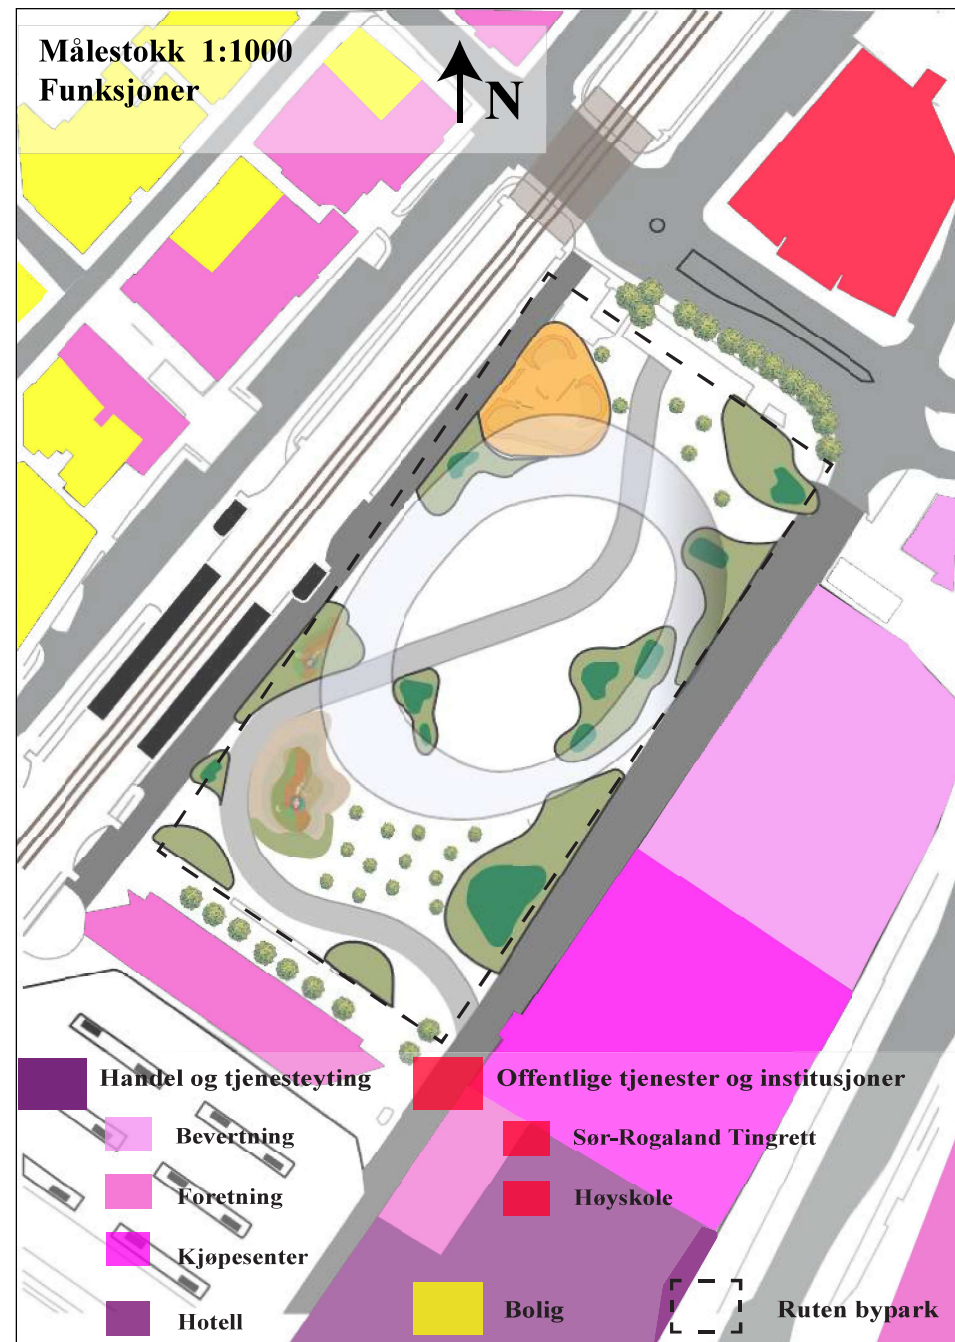 Målestokk 1:1000
Funksjoner
N
Handel og tjenesteyting
Bevertning
Foretning
Kjøpesenter
Hotell
Offentlige tjenester og institusjoner
Sør-Rogaland Tingrett
Høyskole
Bolig
Ruten bypark